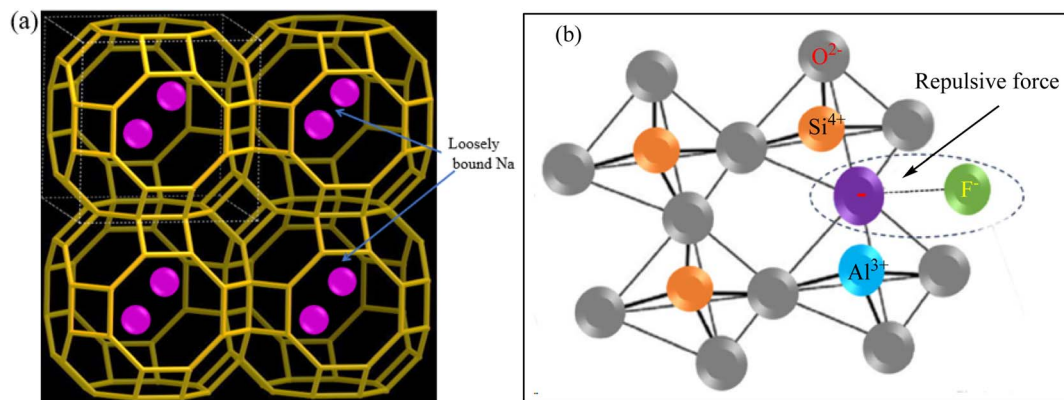 (a)
Loosely
bound Na
(b)
O²⁻
Repulsive force
Si⁴⁺
-
F⁻
Al³⁺